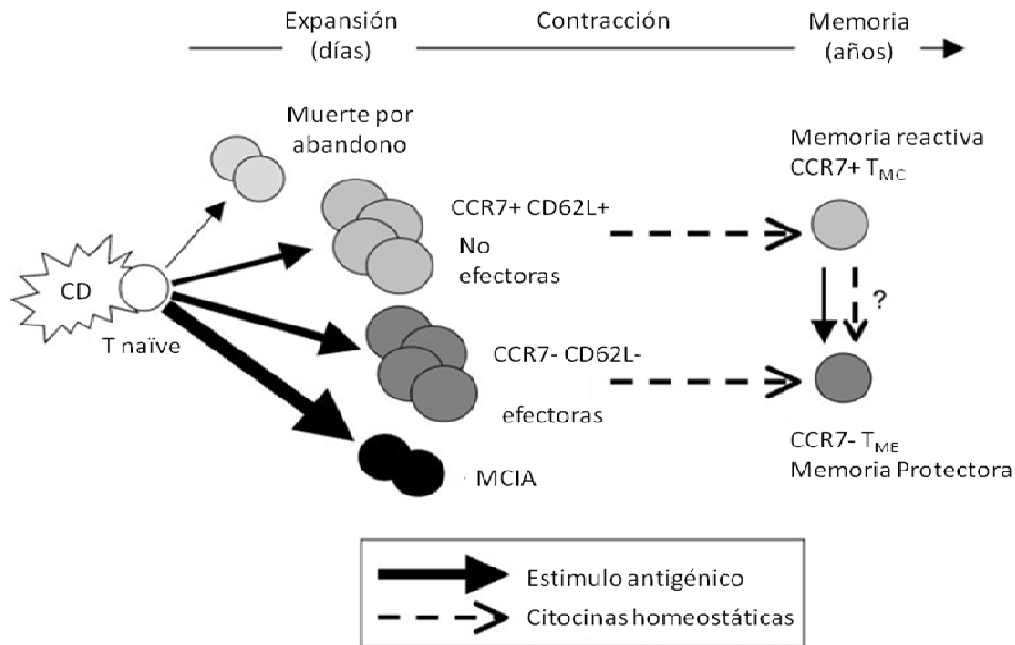 Expansión
(días)
Contracción
Memoria
(años)
Muerte por
abandono
Memoria reactiva
CCR7+ TMC
CCR7+ CD62L+
No
efectoras
CD
T naïve
?
CCR7- CD62L-
efectoras
CCR7- TME
Memoria Protectora
MCIA
Estimulo antigénico
Citocinas homeostáticas